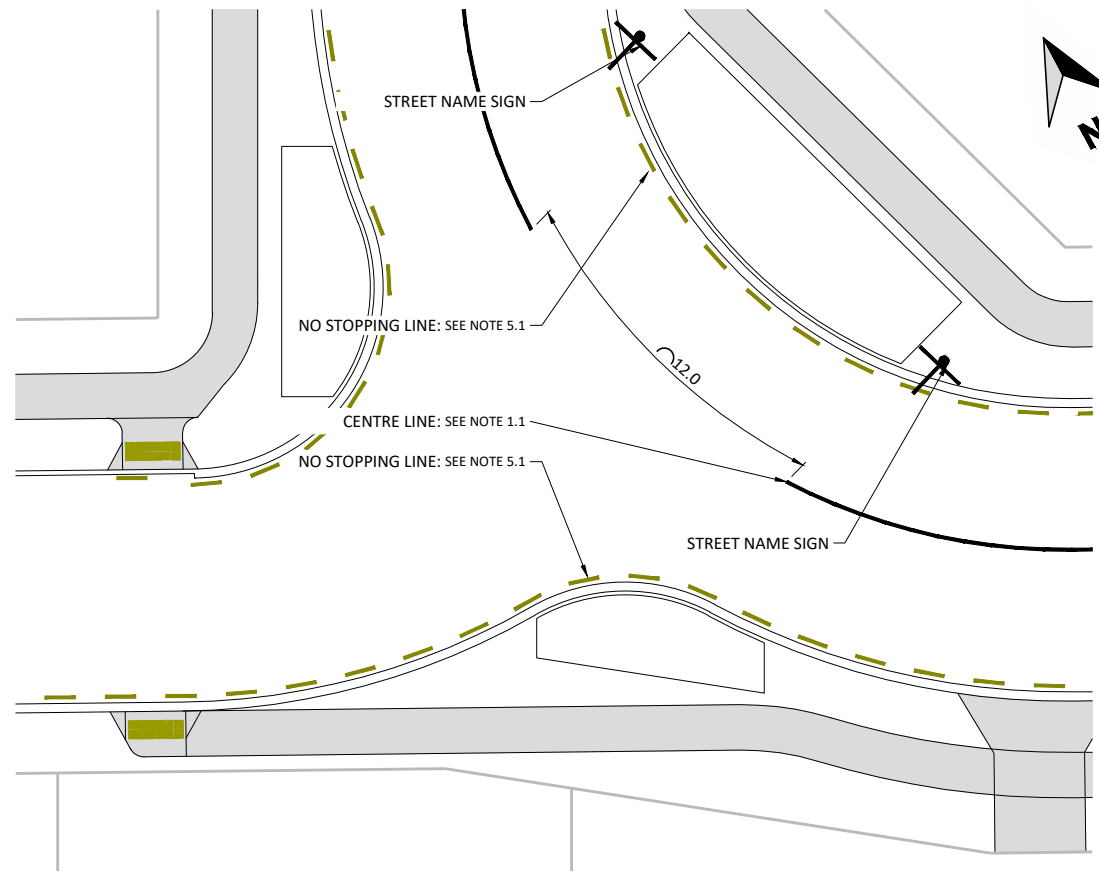 STREET NAME SIGN
N
NO STOPPING LINE: SEE NOTE 5.1
12.0
CENTRE LINE: SEE NOTE 1.1
NO STOPPING LINE: SEE NOTE 5.1
STREET NAME SIGN